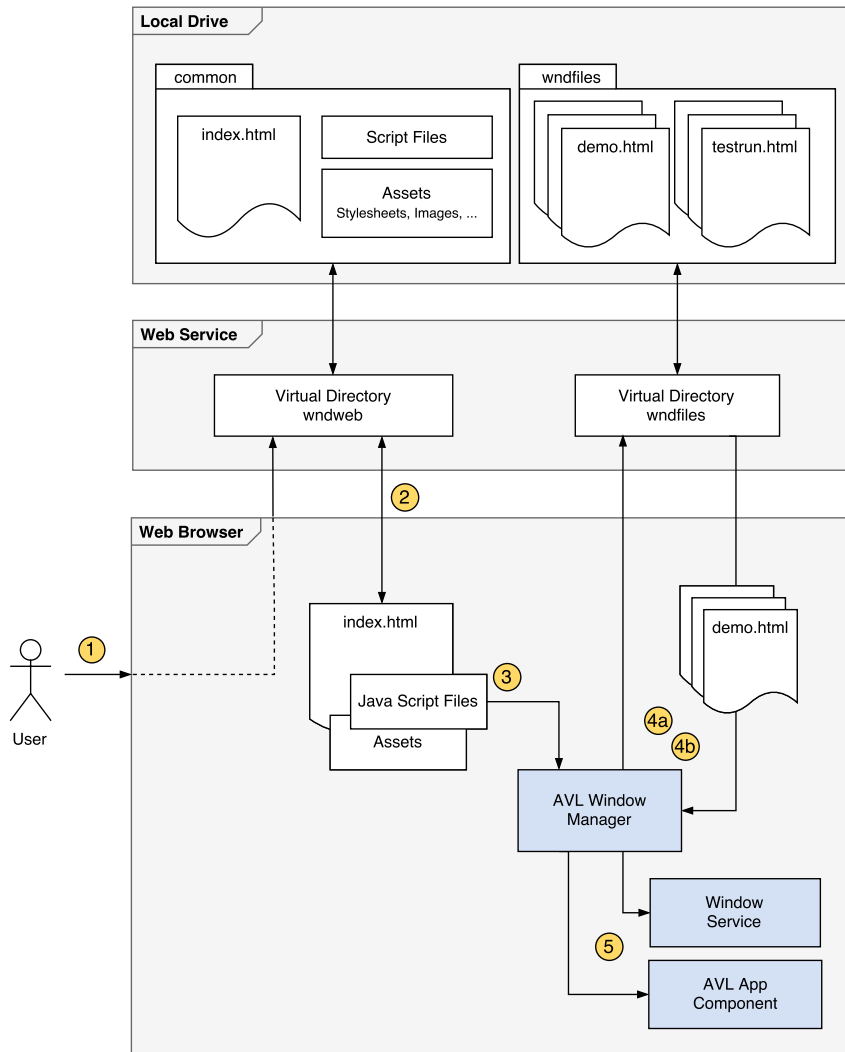 Local Drive
common
wndfiles
index.html
Script Files
Assets
Stylesheets, Images, ...
demo.html
testrun.html
Web Service
Virtual Directory
wndweb
Virtual Directory
wndfiles
2
Web Browser
index.html
demo.html
1
User
3
Java Script Files
Assets
4a
4b
AVL Window
Manager
Window
Service
5
AVL App
Component